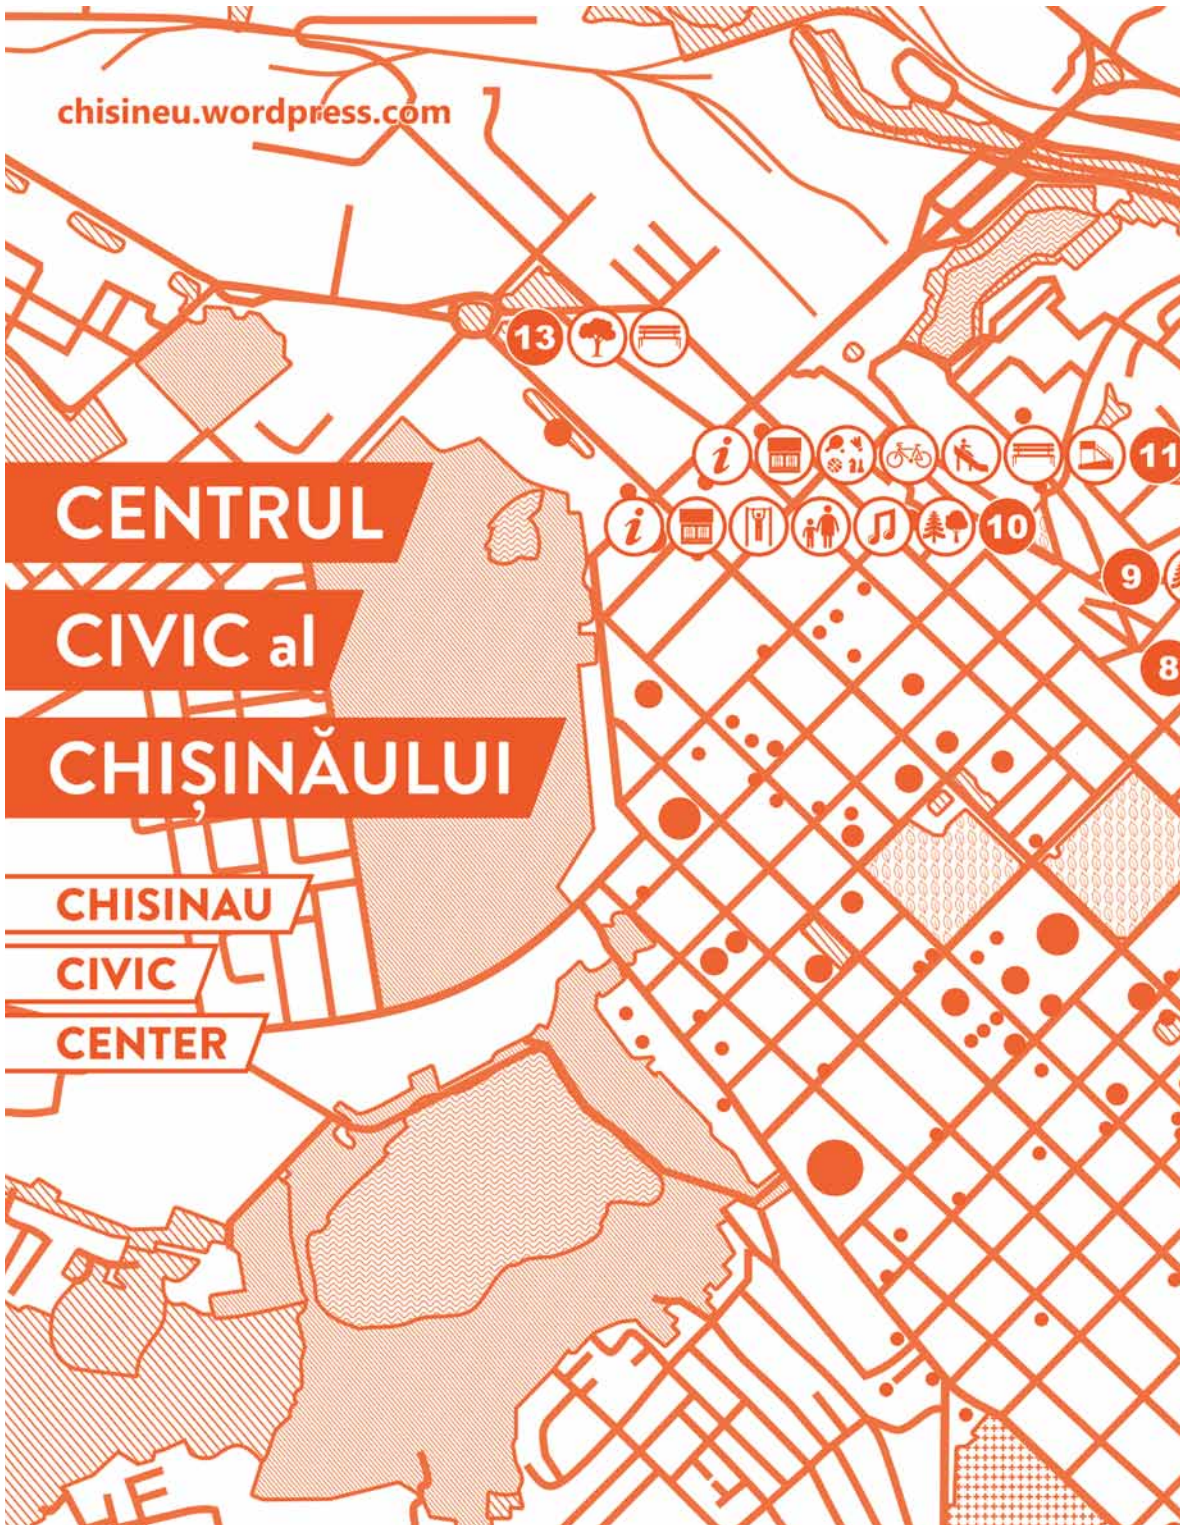 chisineu.wordpress.com
13
i
11
i
10
9
CENTRUL
8
CIVIC al
CHIȘINĂULUI
CHISINAU
CIVIC
CENTER